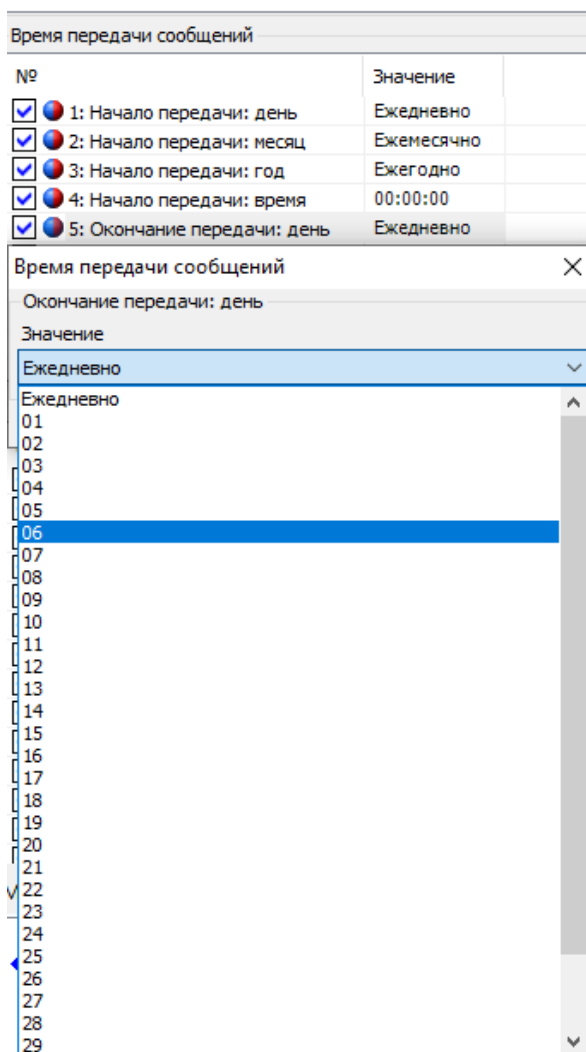 Время передачи сообщений
№ Значение
1: Начало передачи: день Ежедневно
2: Начало передачи: месяц Ежемесячно
3: Начало передачи: год Ежегодно
4: Начало передачи: время 00:00:00
5: Окончание передачи: день Ежедневно
Время передачи сообщений
Окончание передачи: день
Значение
Ежедневно
Ежедневно
01
02
03
04
05
06
07
08
09
10
11
12
13
14
15
16
17
18
19
20
21
22
23
24
25
26
27
28
29